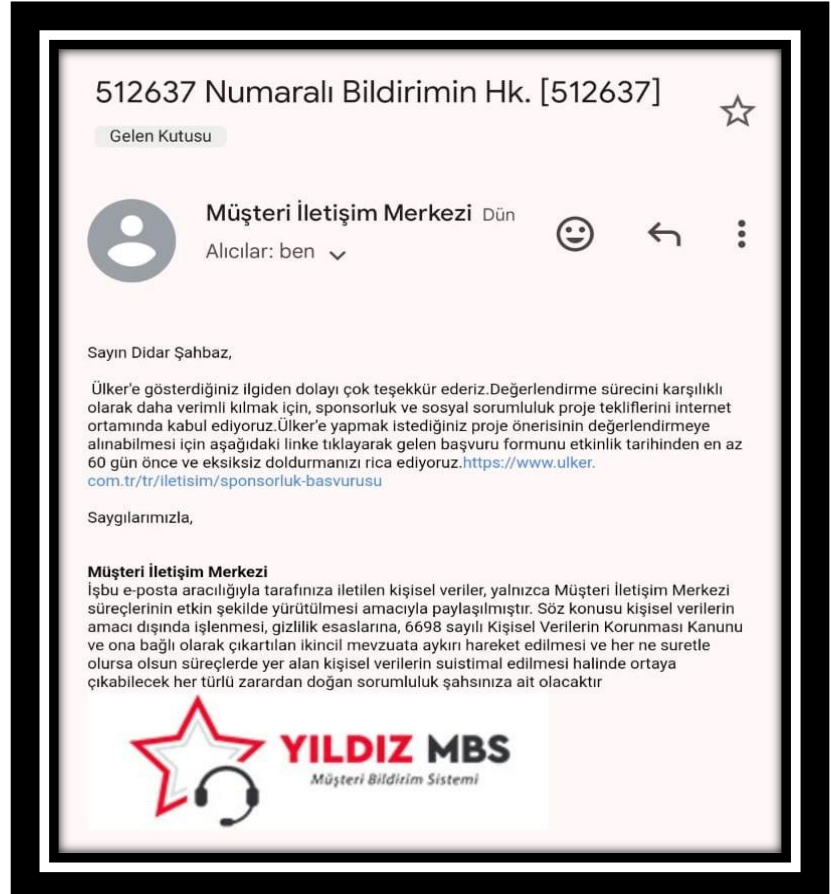 512637 Numaralı Bildirimin Hk. [512637]
Gelen Kutusu
Müşteri İletişim Merkezi Dün
Alıcılar: ben
Sayın Didar Şahbaz,
Ülker'e gösterdiğiniz ilgiden dolayı çok teşekkür ederiz.Değerlendirme sürecini karşılıklı
olarak daha verimli kılmak için, sponsorluk ve sosyal sorumluluk proje tekliflerini internet
ortamında kabul ediyoruz.Ülker'e yapmak istediğiniz proje önerisinin değerlendirmeye
alınabilmesi için aşağıdaki linke tıklayarak gelen başvuru formunu etkinlik tarihinden en az
60 gün önce ve eksiksiz doldurmanızı rica ediyoruz.https://www.ulker.
com.tr/tr/iletisim/sponsorluk-basvurusu
Saygılarımızla,
Müşteri İletişim Merkezi
İşbu e-posta aracılığıyla tarafınıza iletilen kişisel veriler, yalnızca Müşteri İletişim Merkezi
süreçlerinin etkin şekilde yürütülmesi amacıyla paylaşılmıştır. Söz konusu kişisel verilerin
amacı dışında işlenmesi, gizlilik esaslarına, 6698 sayılı Kişisel Verilerin Korunması Kanunu
ve ona bağlı olarak çıkartılan ikincil mevzuata aykırı hareket edilmesi ve her ne suretle
olursa olsun süreçlerde yer alan kişisel verilerin suistimal edilmesi halinde ortaya
çıkabilecek her türlü zarardan doğan sorumluluk şahsınıza ait olacaktır
YILDIZ MBS
Müşteri Bildirim Sistemi